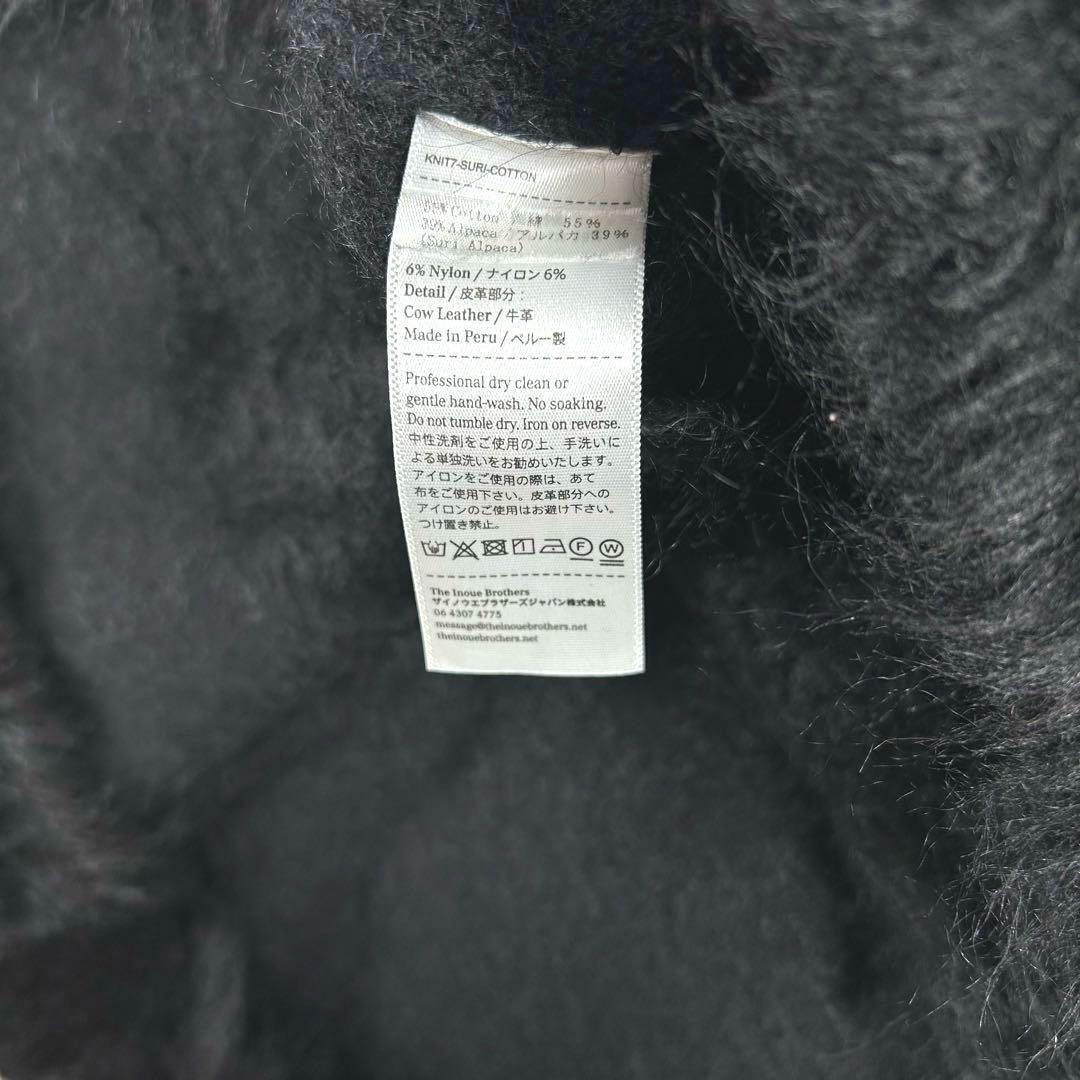 KNIT7-SURI-COTTON
55% Cotton / 綿 55%
39% Alpaca / アルパカ 39%
(Suri Alpaca)
6% Nylon / ナイロン 6%
Detail / 皮革部分 :
Cow Leather / 牛革
Made in Peru / ペルー製
Professional dry clean or
gentle hand-wash. No soaking.
Do not tumble dry. Iron on reverse.
中性洗剤をご使用の上、手洗いに
よる単独洗いをお勧めいたします。
アイロンをご使用の際は、あて
布をご使用下さい。皮革部分への
アイロンのご使用はお避け下さい。
つけ置き禁止。
F W
The Inoue Brothers
ザイノウエブラザーズジャパン株式会社
06 4307 4775
message@theinouebrothers.net
theinouebrothers.net